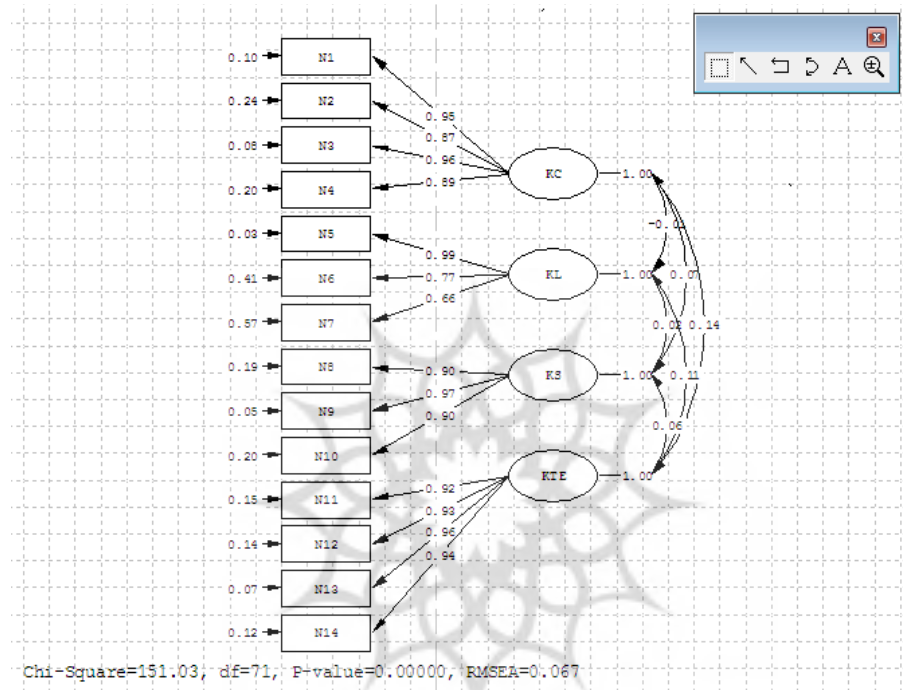 0.10 N1
0.95
0.24 N2
0.87
0.08 N3
0.96
KC 1.00
0.20 N4
0.89
0.03 N5
0.99
0.41 N6
0.77
KL 1.00 0.07
0.66
0.57 N7
0.02 0.14
0.19 N8
0.90
KS 1.00 0.11
0.97
0.05 N9
0.90
0.06
0.20 N10
KTE 1.00
0.92
0.15 N11
0.93
0.96
0.14 N12
0.94
0.07 N13
0.12 N14
Chi-Square=151.03, df=71, P-value=0.00000, RMSEA=0.067